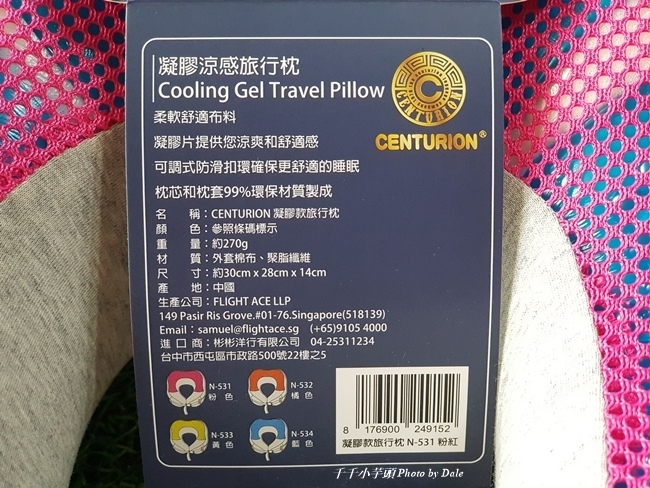 凝膠涼感旅行枕
Cooling Gel Travel Pillow
CENTURION
CENTURION®
柔軟舒適布料
凝膠片提供您涼爽和舒適感
可調式防滑扣環確保更舒適的睡眠
枕芯和枕套99%環保材質製成
名 稱：CENTURION 凝膠款旅行枕
顏 色：參照條碼標示
重 量：約270g
材 質：外套棉布、聚脂纖維
尺 寸：約30cm x 28cm x 14cm
產 地：中國
生產公司：FLIGHT ACE LLP
149 Pasir Ris Grove.#01-76.Singapore(518139)
Email：samuel@flightace.sg (+65)9105 4000
進 口 商：彬彬洋行有限公司 04-25311234
台中市西屯區市政路500號22樓之5
N-531
粉 色
N-532
橘 色
N-533
黃 色
N-534
藍 色
8 176900 249152
凝膠款旅行枕 N-531 粉紅
千千小芋頭 Photo by Dale